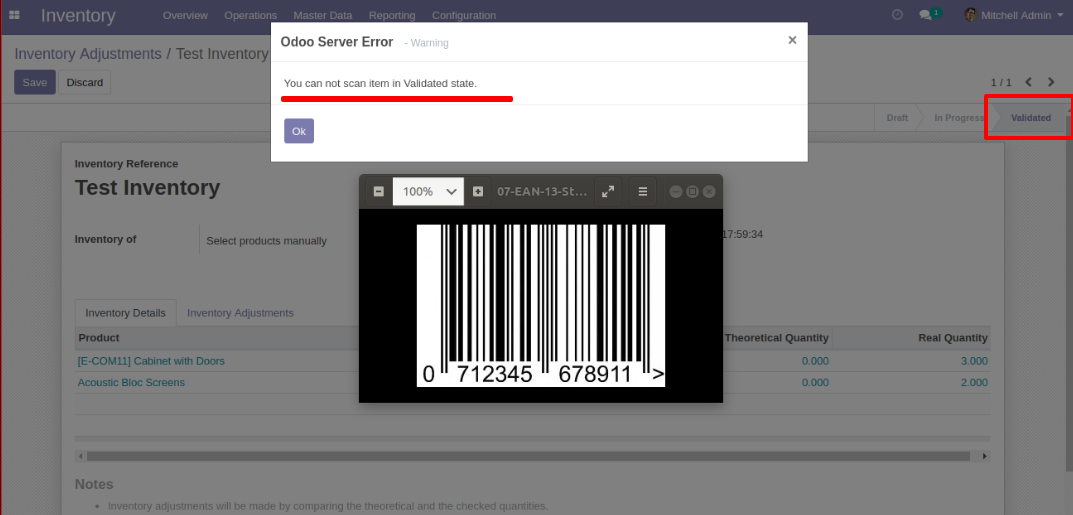 Inventory Overview Operations Master Data Reporting Configuration 1 Mitchell Admin
Odoo Server Error - Warning ×
Inventory Adjustments / Test Inventory
Save Discard
1 / 1
You can not scan item in Validated state.
Ok
Draft In Progress Validated
Inventory Reference
Test Inventory
100% 07-EAN-13-St...
Inventory of Select products manually 17:59:34
Inventory Details Inventory Adjustments
Product Theoretical Quantity Real Quantity
[E-COM11] Cabinet with Doors 0.000 3.000
Acoustic Bloc Screens 0.000 2.000
0 712345 678911 >
Notes
• Inventory adjustments will be made by comparing the theoretical and the checked quantities.